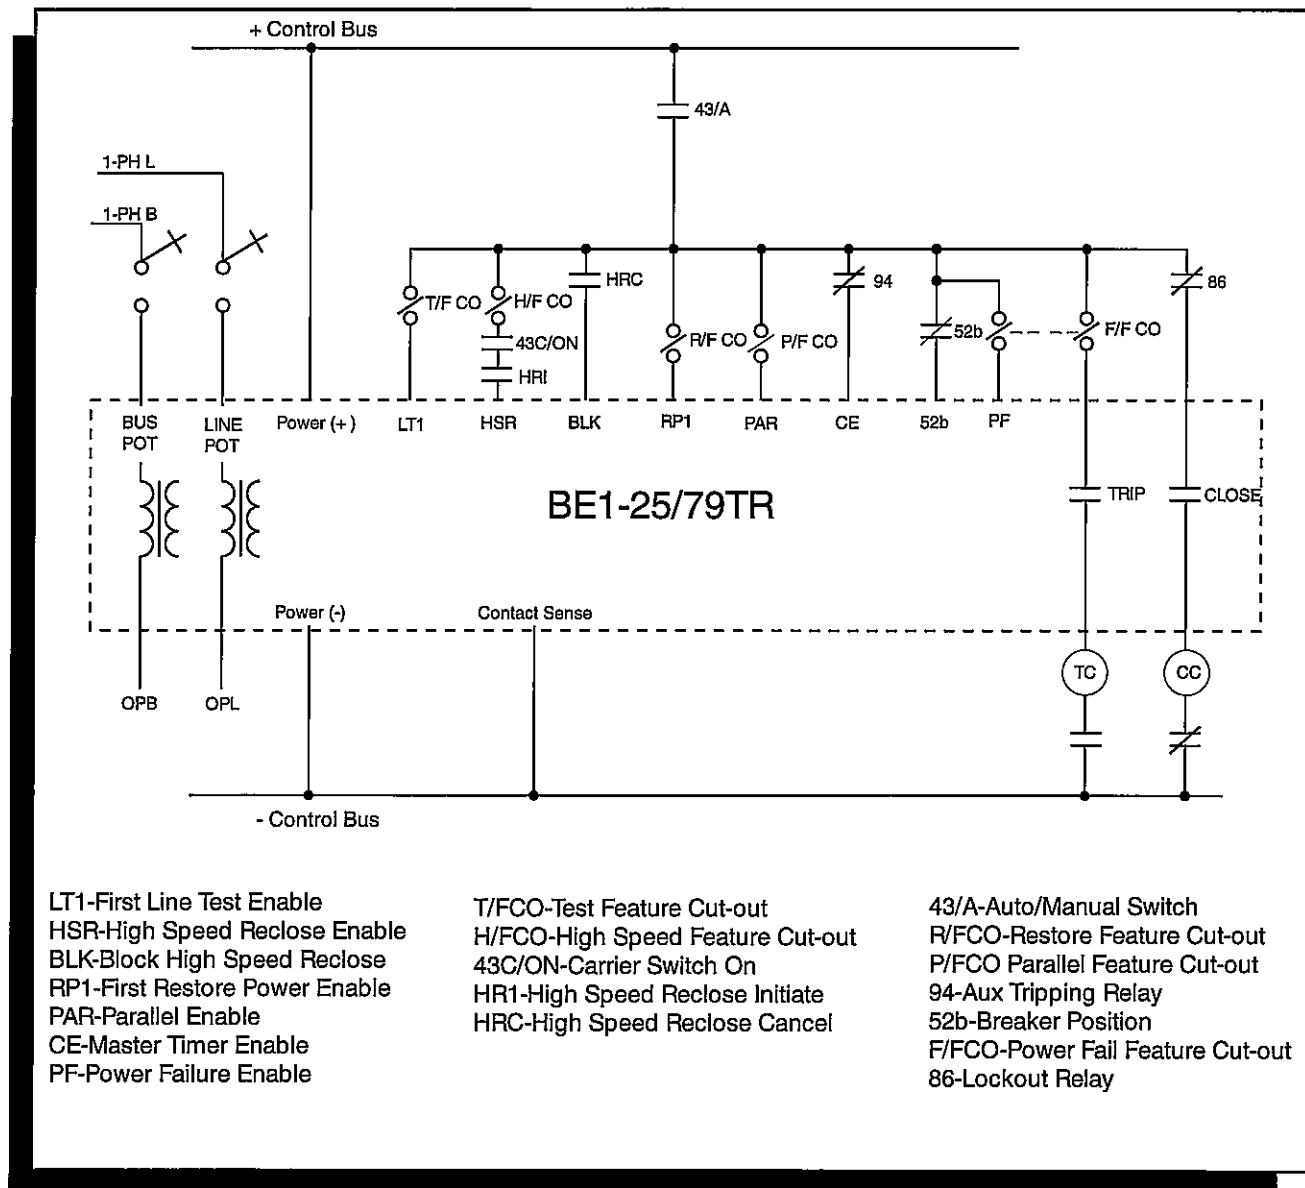 + Control Bus
43/A
1-PH L
1-PH B
HRC
94
86
T/F CO
H/F CO
43C/ON
HRI
R/F CO
P/F CO
52b
F/F CO
BUS POT
LINE POT
Power (+)
LT1
HSR
BLK
RP1
PAR
CE
52b
PF
BE1-25/79TR
TRIP
CLOSE
Power (-)
Contact Sense
TC
CC
OPB
OPL
- Control Bus
LT1-First Line Test Enable
HSR-High Speed Reclose Enable
BLK-Block High Speed Reclose
RP1-First Restore Power Enable
PAR-Parallel Enable
CE-Master Timer Enable
PF-Power Failure Enable
T/FCO-Test Feature Cut-out
H/FCO-High Speed Feature Cut-out
43C/ON-Carrier Switch On
HR1-High Speed Reclose Initiate
HRC-High Speed Reclose Cancel
43/A-Auto/Manual Switch
R/FCO-Restore Feature Cut-out
P/FCO Parallel Feature Cut-out
94-Aux Tripping Relay
52b-Breaker Position
F/FCO-Power Fail Feature Cut-out
86-Lockout Relay